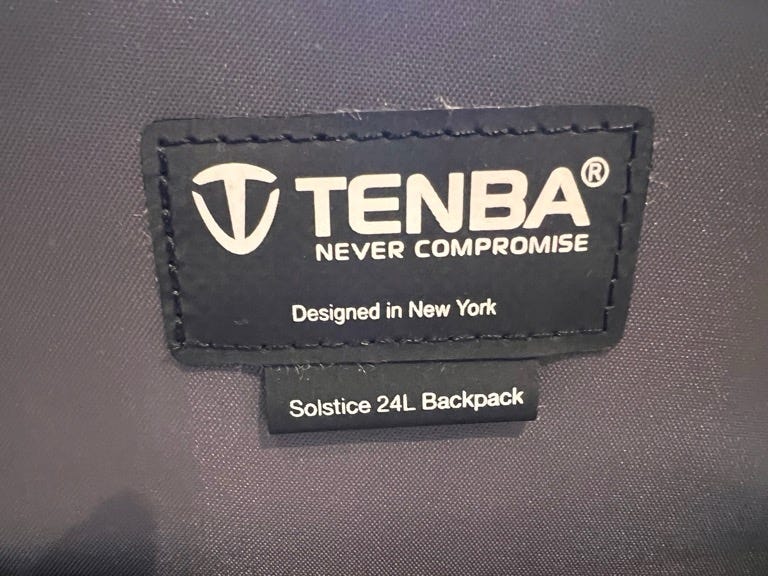 TENBA®
NEVER COMPROMISE
Designed in New York
Solstice 24L Backpack